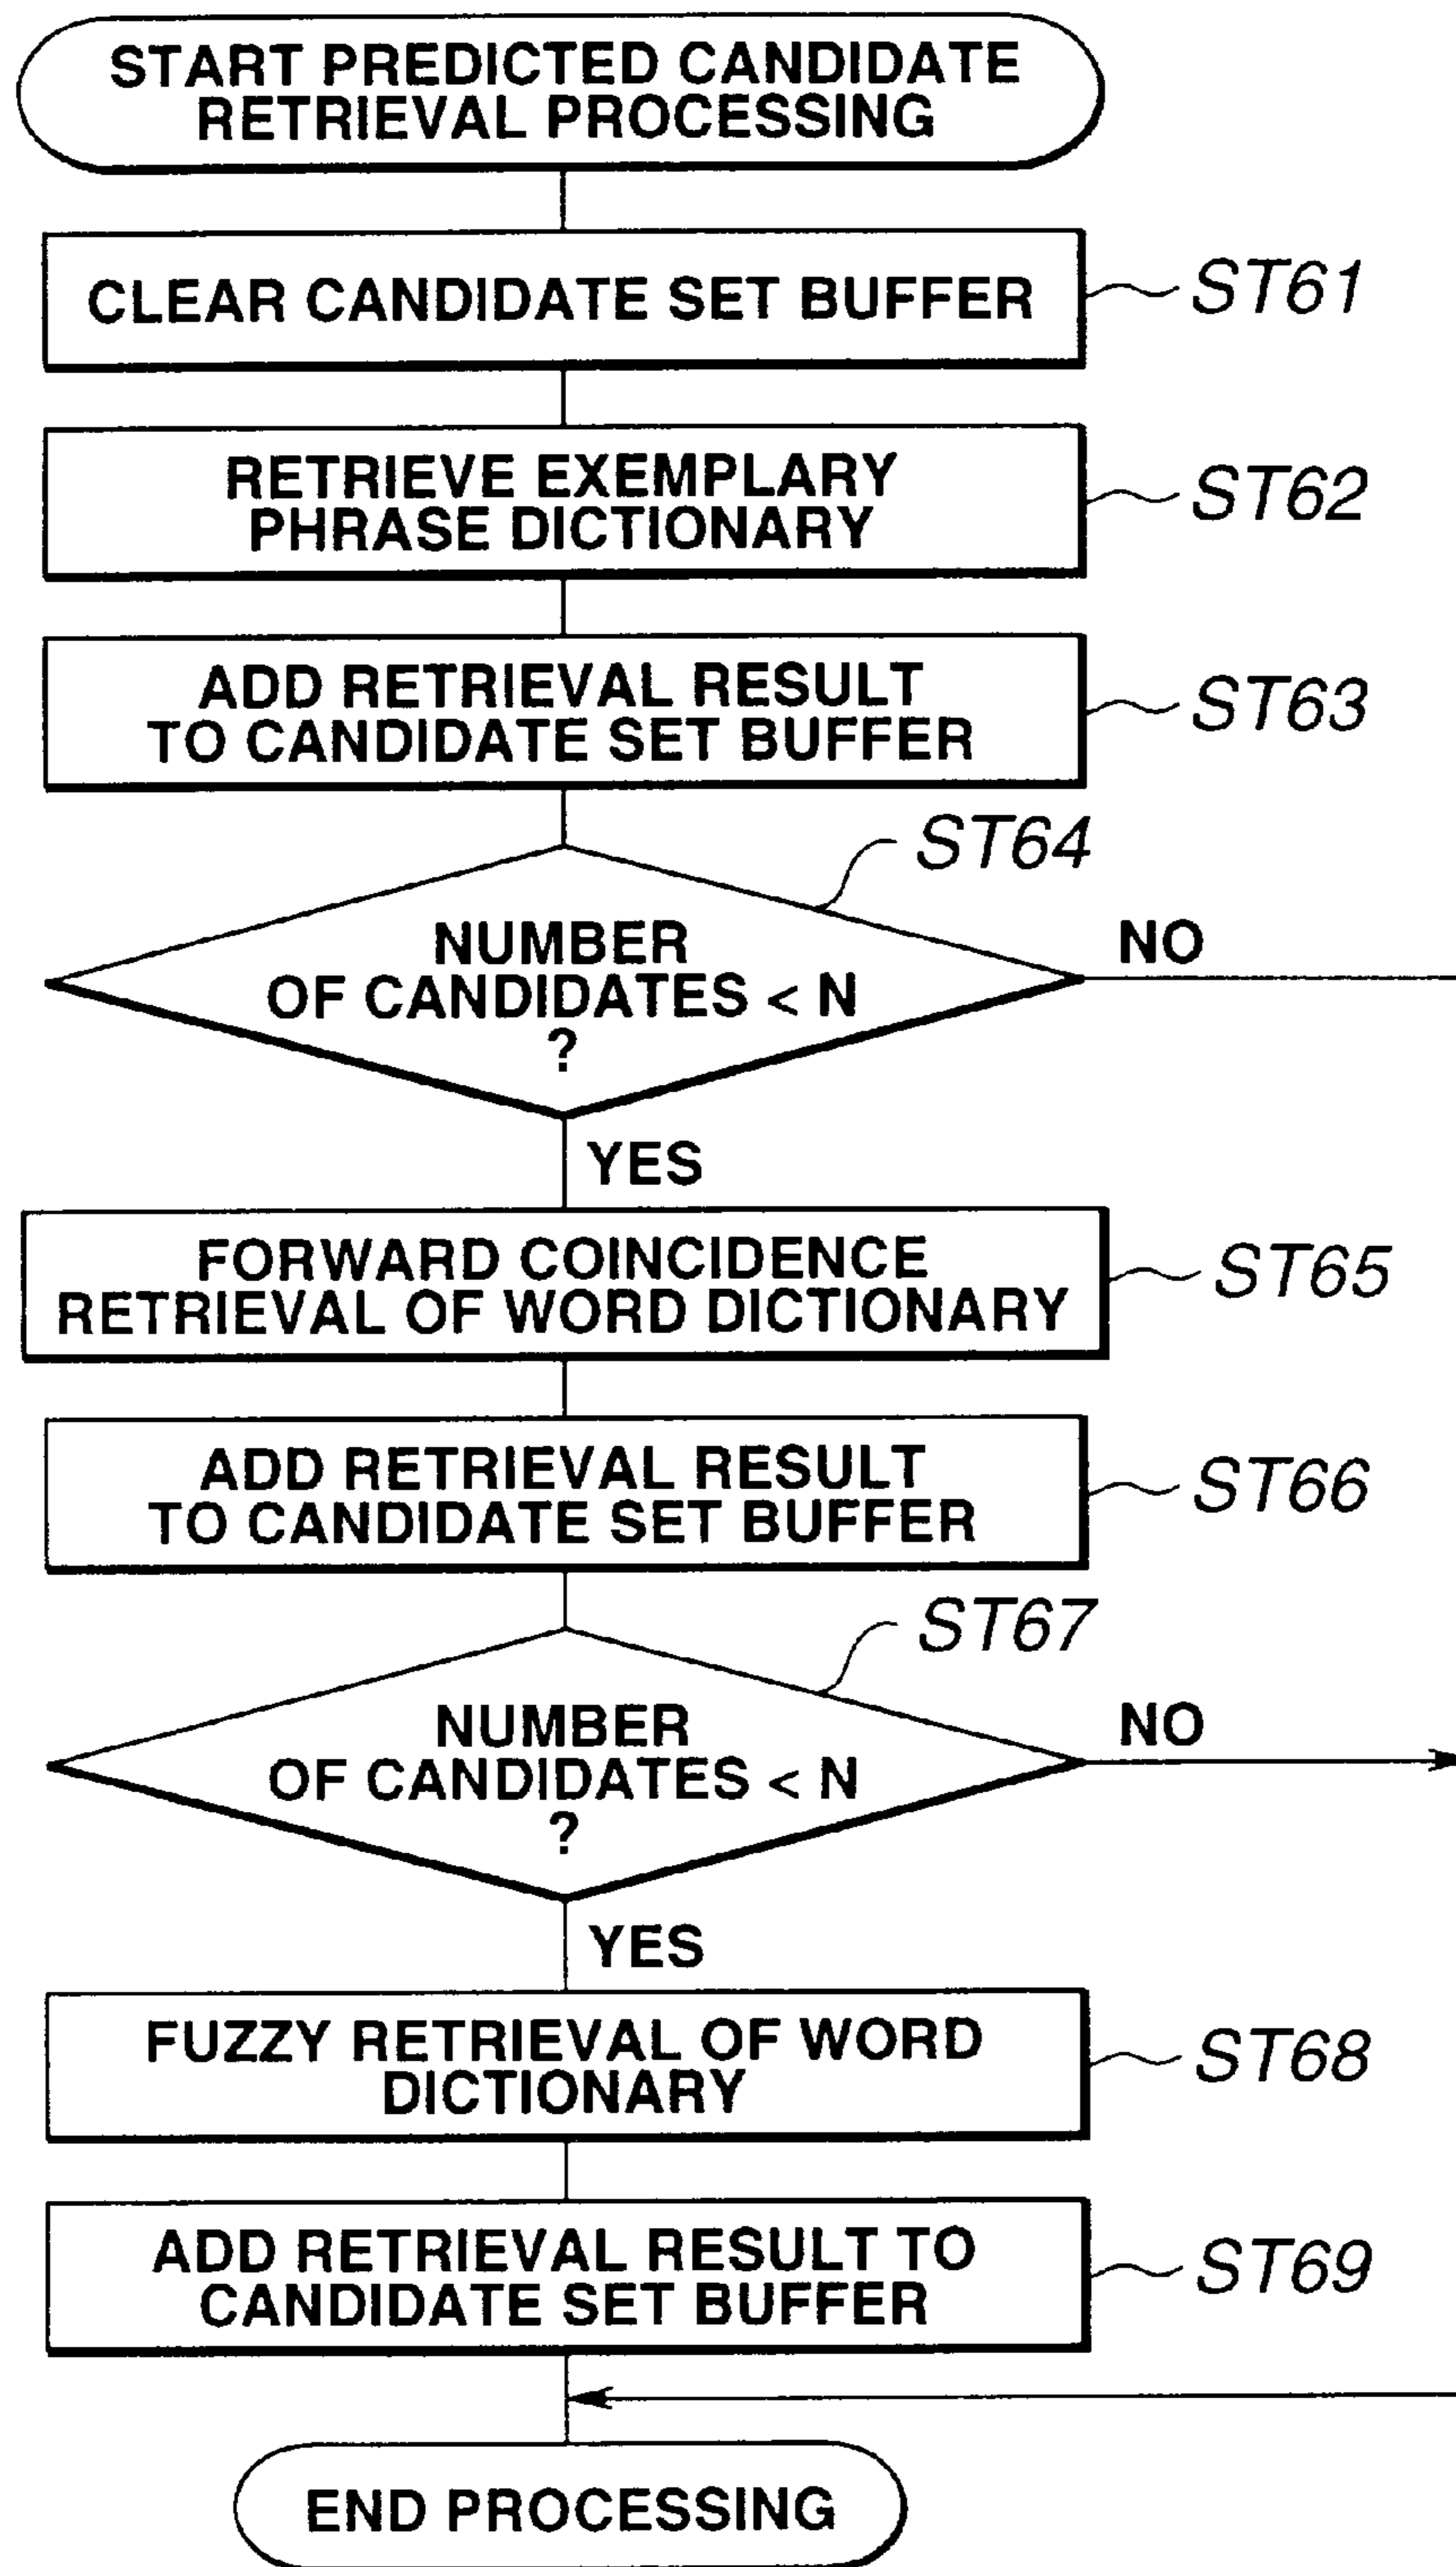 START PREDICTED CANDIDATE
RETRIEVAL PROCESSING
CLEAR CANDIDATE SET BUFFER
ST61
RETRIEVE EXEMPLARY
PHRASE DICTIONARY
ST62
ADD RETRIEVAL RESULT
TO CANDIDATE SET BUFFER
ST63
ST64
NUMBER
OF CANDIDATES < N
?
NO
YES
FORWARD COINCIDENCE
RETRIEVAL OF WORD DICTIONARY
ST65
ADD RETRIEVAL RESULT
TO CANDIDATE SET BUFFER
ST66
ST67
NUMBER
OF CANDIDATES < N
?
NO
YES
FUZZY RETRIEVAL OF WORD
DICTIONARY
ST68
ADD RETRIEVAL RESULT TO
CANDIDATE SET BUFFER
ST69
END PROCESSING